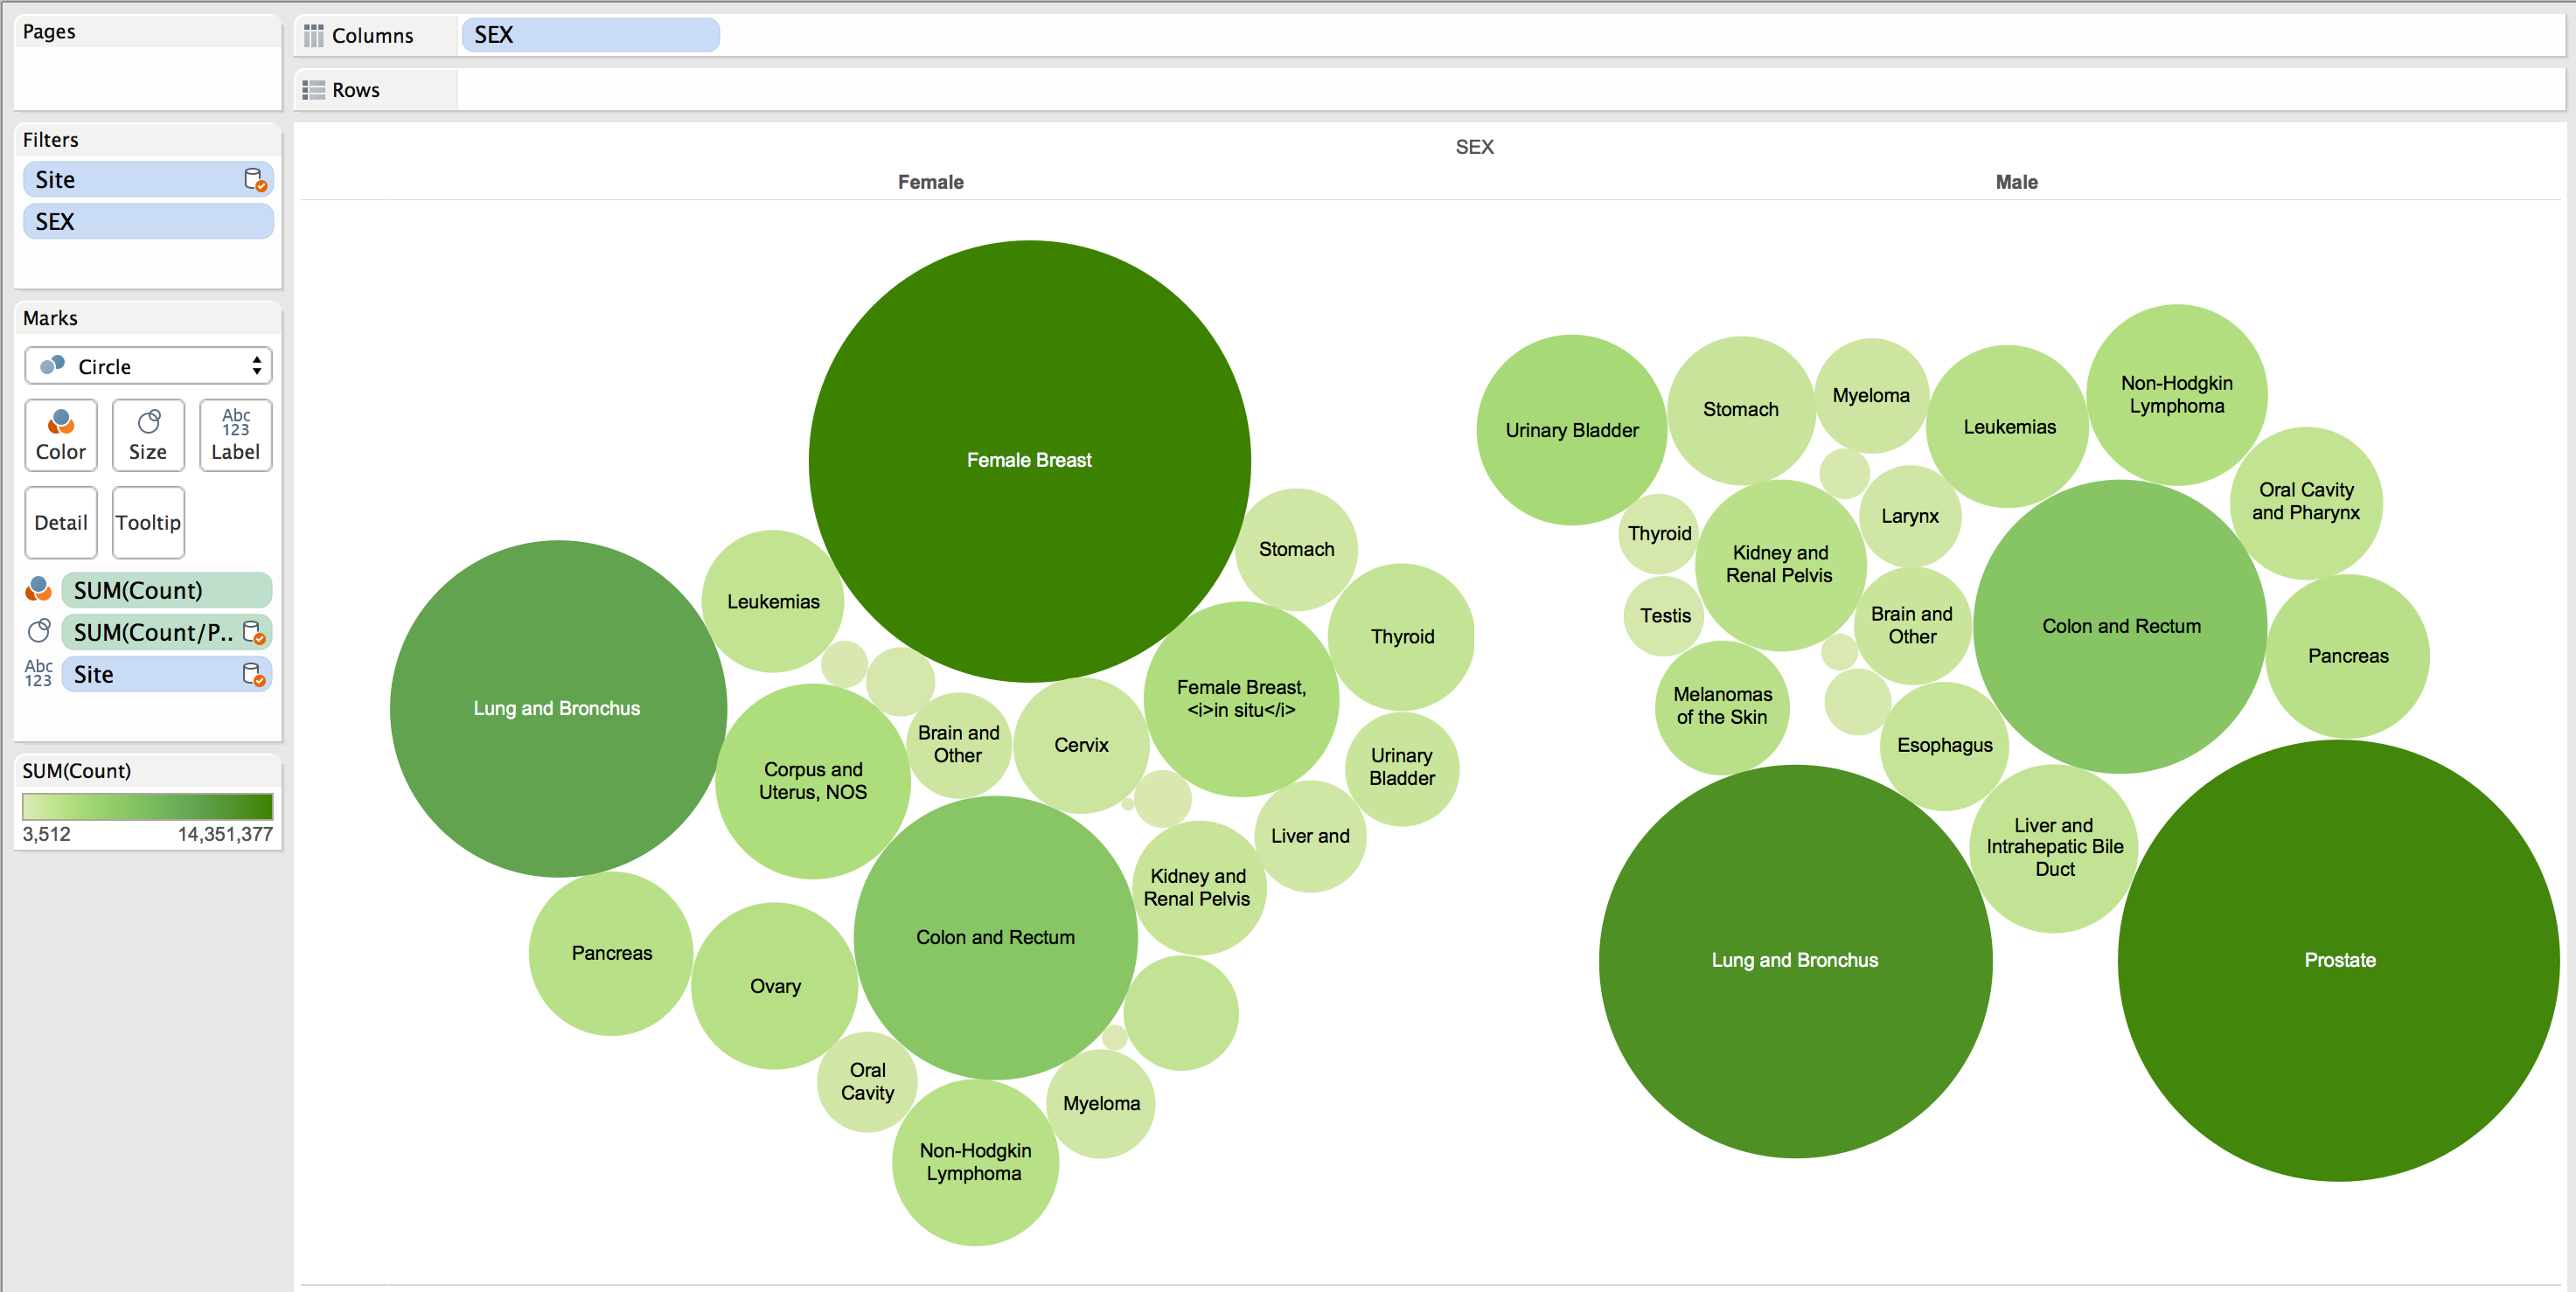 Pages
Columns
SEX
Rows
Filters
Site
SEX
Marks
Circle
Color
Size
Abc
123
Label
Detail
Tooltip
SUM(Count)
SUM(Count/P..
Abc
123
Site
SUM(Count)
3,512
14,351,377
SEX
Female
Male
Female Breast
Stomach
Leukemias
Thyroid
Lung and Bronchus
Female Breast,
<i>in situ</i>
Brain and
Other
Cervix
Urinary
Bladder
Corpus and
Uterus, NOS
Liver and
Kidney and
Renal Pelvis
Colon and Rectum
Pancreas
Ovary
Oral
Cavity
Myeloma
Non-Hodgkin
Lymphoma
Urinary Bladder
Stomach
Myeloma
Leukemias
Non-Hodgkin
Lymphoma
Oral Cavity
and Pharynx
Thyroid
Larynx
Kidney and
Renal Pelvis
Testis
Brain and
Other
Colon and Rectum
Pancreas
Melanomas
of the Skin
Esophagus
Liver and
Intrahepatic Bile
Duct
Lung and Bronchus
Prostate